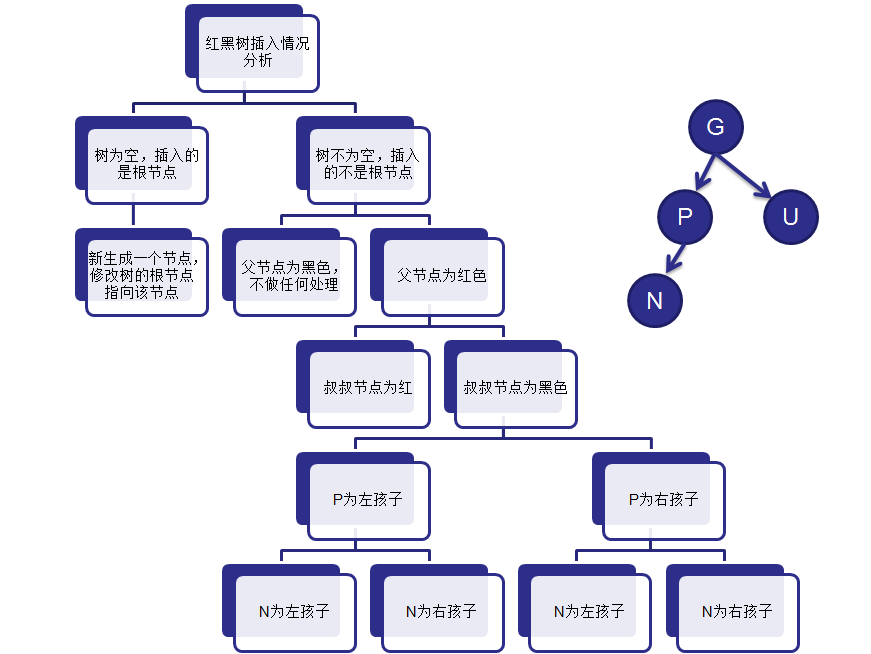 红黑树插入情况
分析
树为空，插入的
是根节点
树不为空，插入
的不是根节点
新生成一个节点，
修改树的根节点
指向该节点
父节点为黑色，
不做任何处理
父节点为红色
叔叔节点为红
叔叔节点为黑色
P为左孩子
P为右孩子
N为左孩子
N为右孩子
N为左孩子
N为右孩子
G
P
U
N